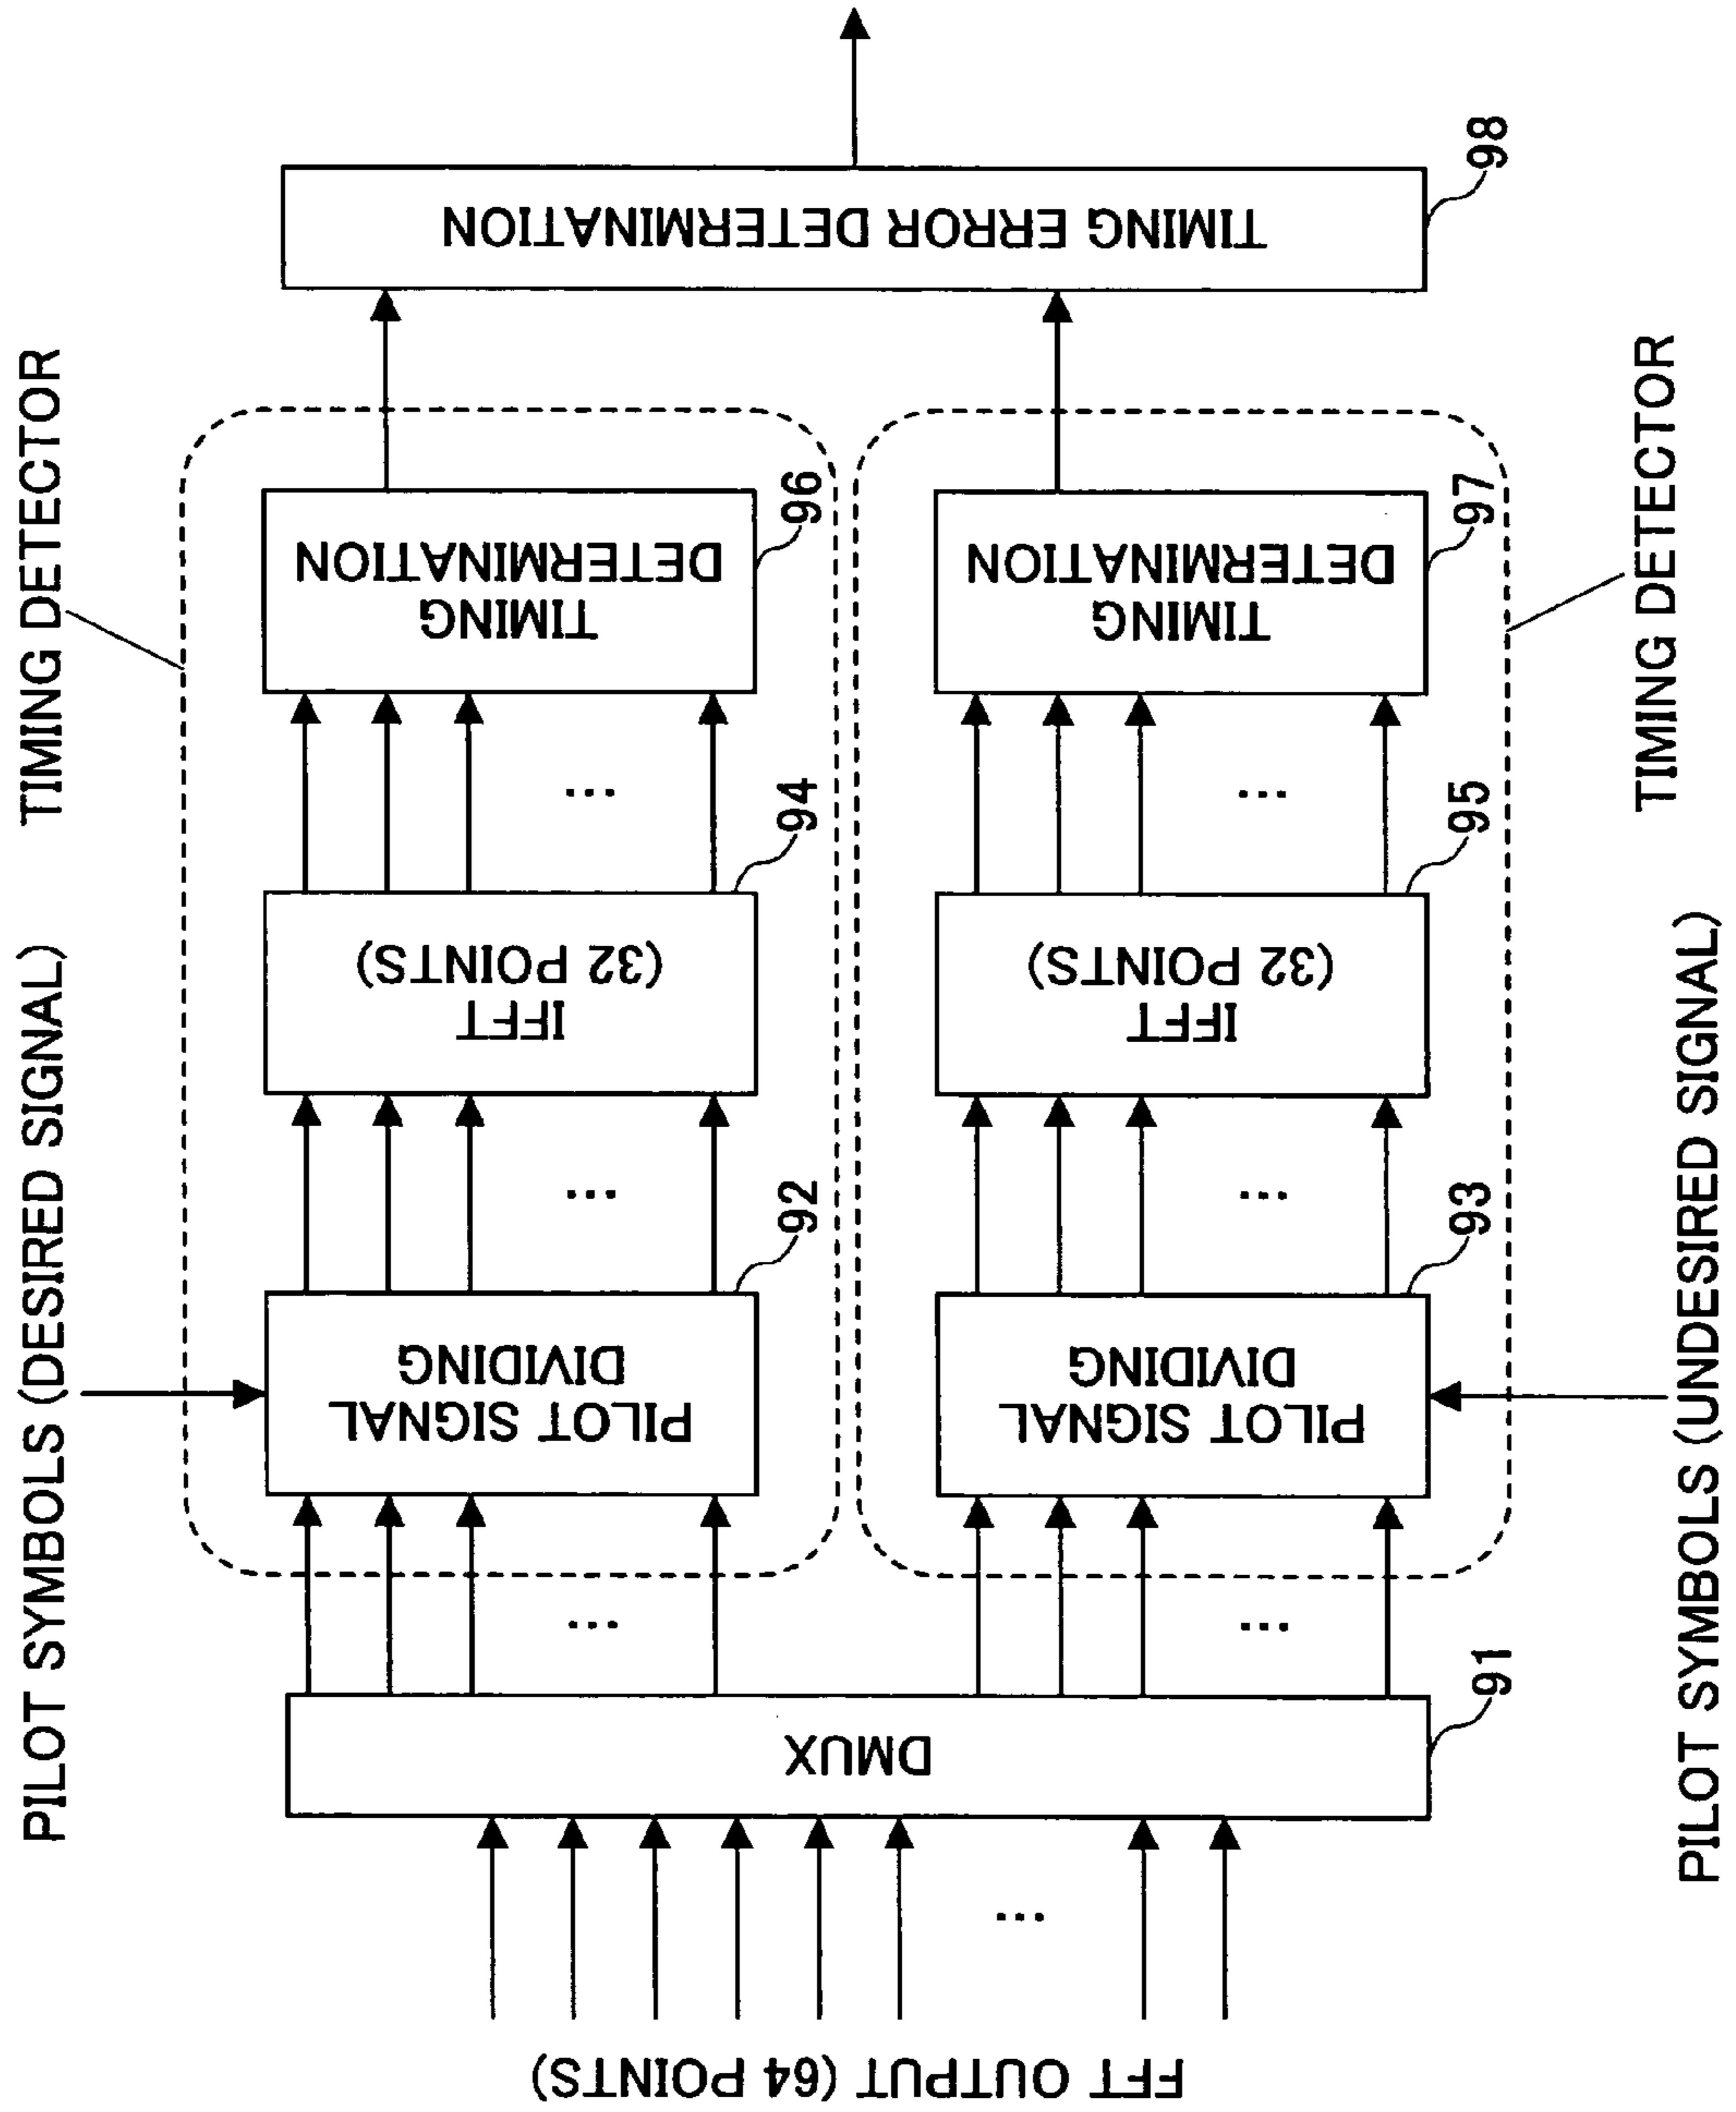 PILOT SYMBOLS (DESIRED SIGNAL)
TIMING DETECTOR
FFT OUTPUT (64 POINTS)
DMUX
91
PILOT SIGNAL
DIVIDING
92
IFFT
(32 POINTS)
94
TIMING
DETERMINATION
96
TIMING ERROR DETERMINATION
98
PILOT SIGNAL
DIVIDING
93
IFFT
(32 POINTS)
95
TIMING
DETERMINATION
97
PILOT SYMBOLS (UNDESIRED SIGNAL)
TIMING DETECTOR